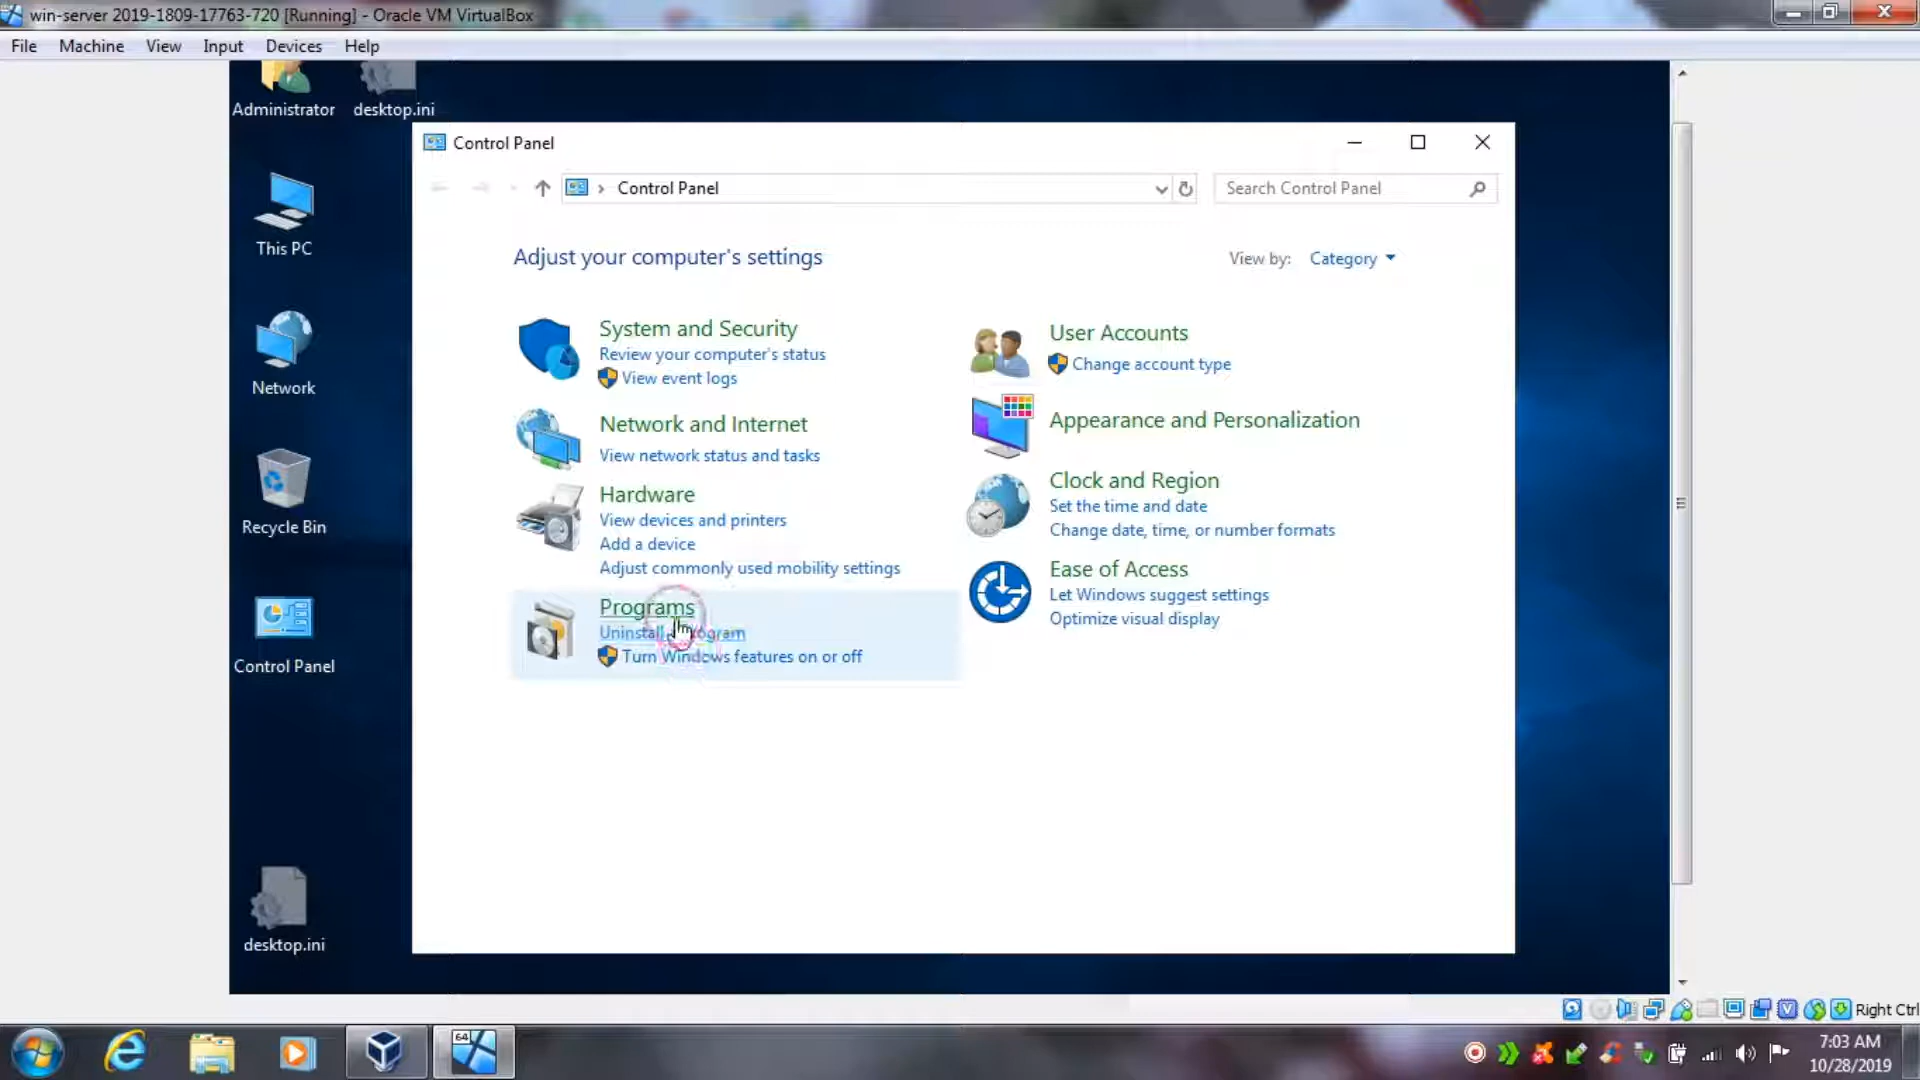 win-server 2019-1809-17763-720 [Running] - Oracle VM VirtualBox
File Machine View Input Devices Help
Administrator desktop.ini
This PC
Network
Recycle Bin
Control Panel
desktop.ini
Control Panel
Control Panel
Search Control Panel
Adjust your computer's settings
View by: Category
System and Security
Review your computer's status
View event logs
Network and Internet
View network status and tasks
Hardware
View devices and printers
Add a device
Adjust commonly used mobility settings
Programs
Uninstall a program
Turn Windows features on or off
User Accounts
Change account type
Appearance and Personalization
Clock and Region
Set the time and date
Change date, time, or number formats
Ease of Access
Let Windows suggest settings
Optimize visual display
Right Ctrl
64
7:03 AM
10/28/2019